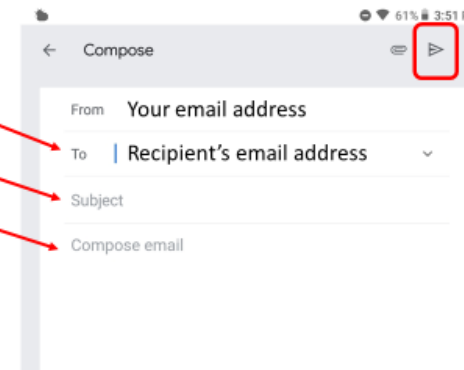 61% 3:51
Compose
From Your email address
To Recipient's email address
Subject
Compose email